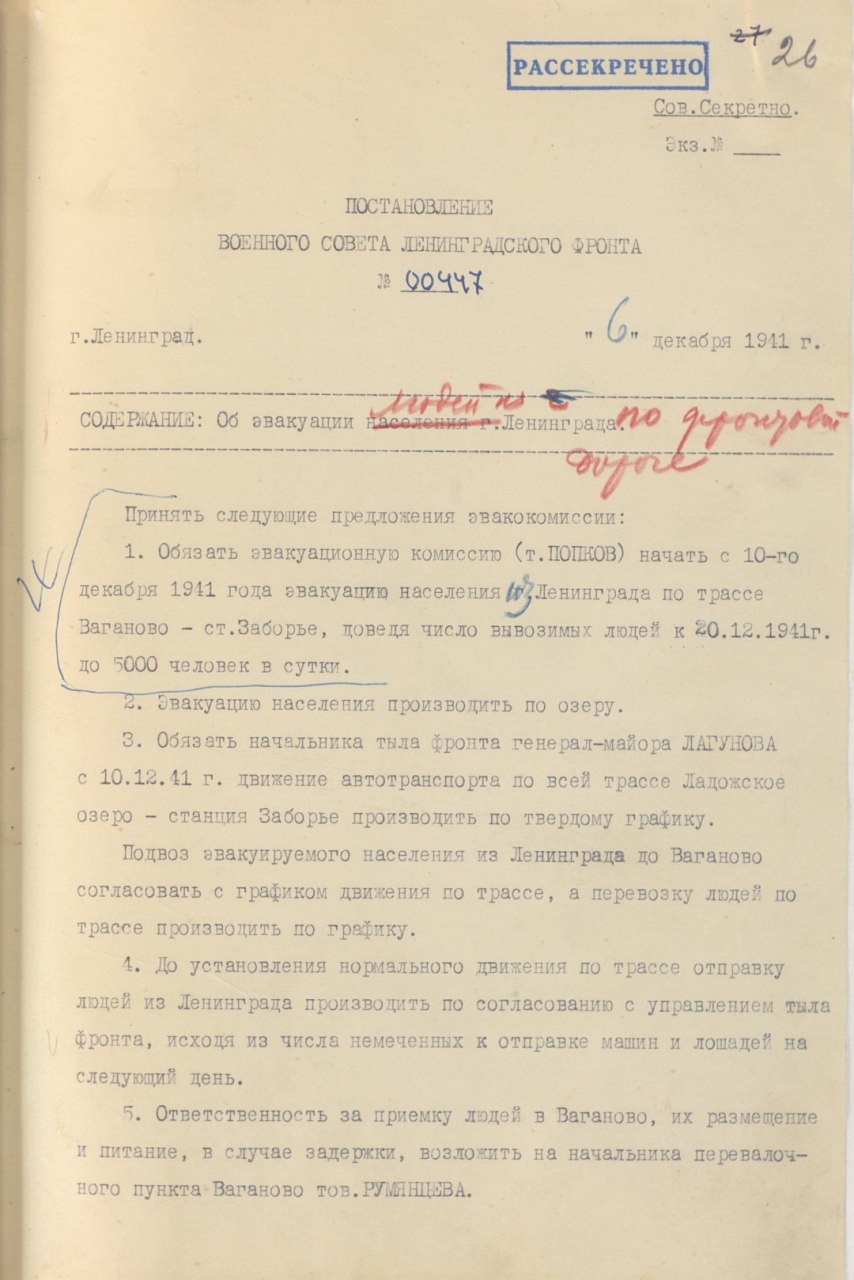 27 26
РАССЕКРЕЧЕНО
Сов.Секретно.
Экз.№ ____
ПОСТАНОВЛЕНИЕ
ВОЕННОГО СОВЕТА ЛЕНИНГРАДСКОГО ФРОНТА
№ 00447
г.Ленинград. "6" декабря 1941 г.
людей из
СОДЕРЖАНИЕ: Об эвакуации населения г.Ленинграда. по фронтовой
дороге
Принять следующие предложения эвакокомиссии:
1. Обязать эвакуационную комиссию (т.ПОПКОВ) начать с 10-го
декабря 1941 года эвакуацию населения из Ленинграда по трассе
Ваганово - ст.Заборье, доведя число вывозимых людей к 20.12.1941г.
до 5000 человек в сутки.
2. Эвакуацию населения производить по озеру.
3. Обязать начальника тыла фронта генерал-майора ЛАГУНОВА
с 10.12.41 г. движение автотранспорта по всей трассе Ладожское
озеро - станция Заборье производить по твердому графику.
Подвоз эвакуируемого населения из Ленинграда до Ваганово
согласовать с графиком движения по трассе, а перевозку людей по
трассе производить по графику.
4. До установления нормального движения по трассе отправку
людей из Ленинграда производить по согласованию с управлением тыла
фронта, исходя из числа немеченных к отправке машин и лошадей на
следующий день.
5. Ответственность за приемку людей в Ваганово, их размещение
и питание, в случае задержки, возложить на начальника перевалоч-
ного пункта Ваганово тов.РУМЯНЦЕВА.